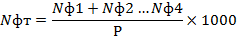 Nфт = (Nф1 + Nф2 … Nф4) / P × 1000